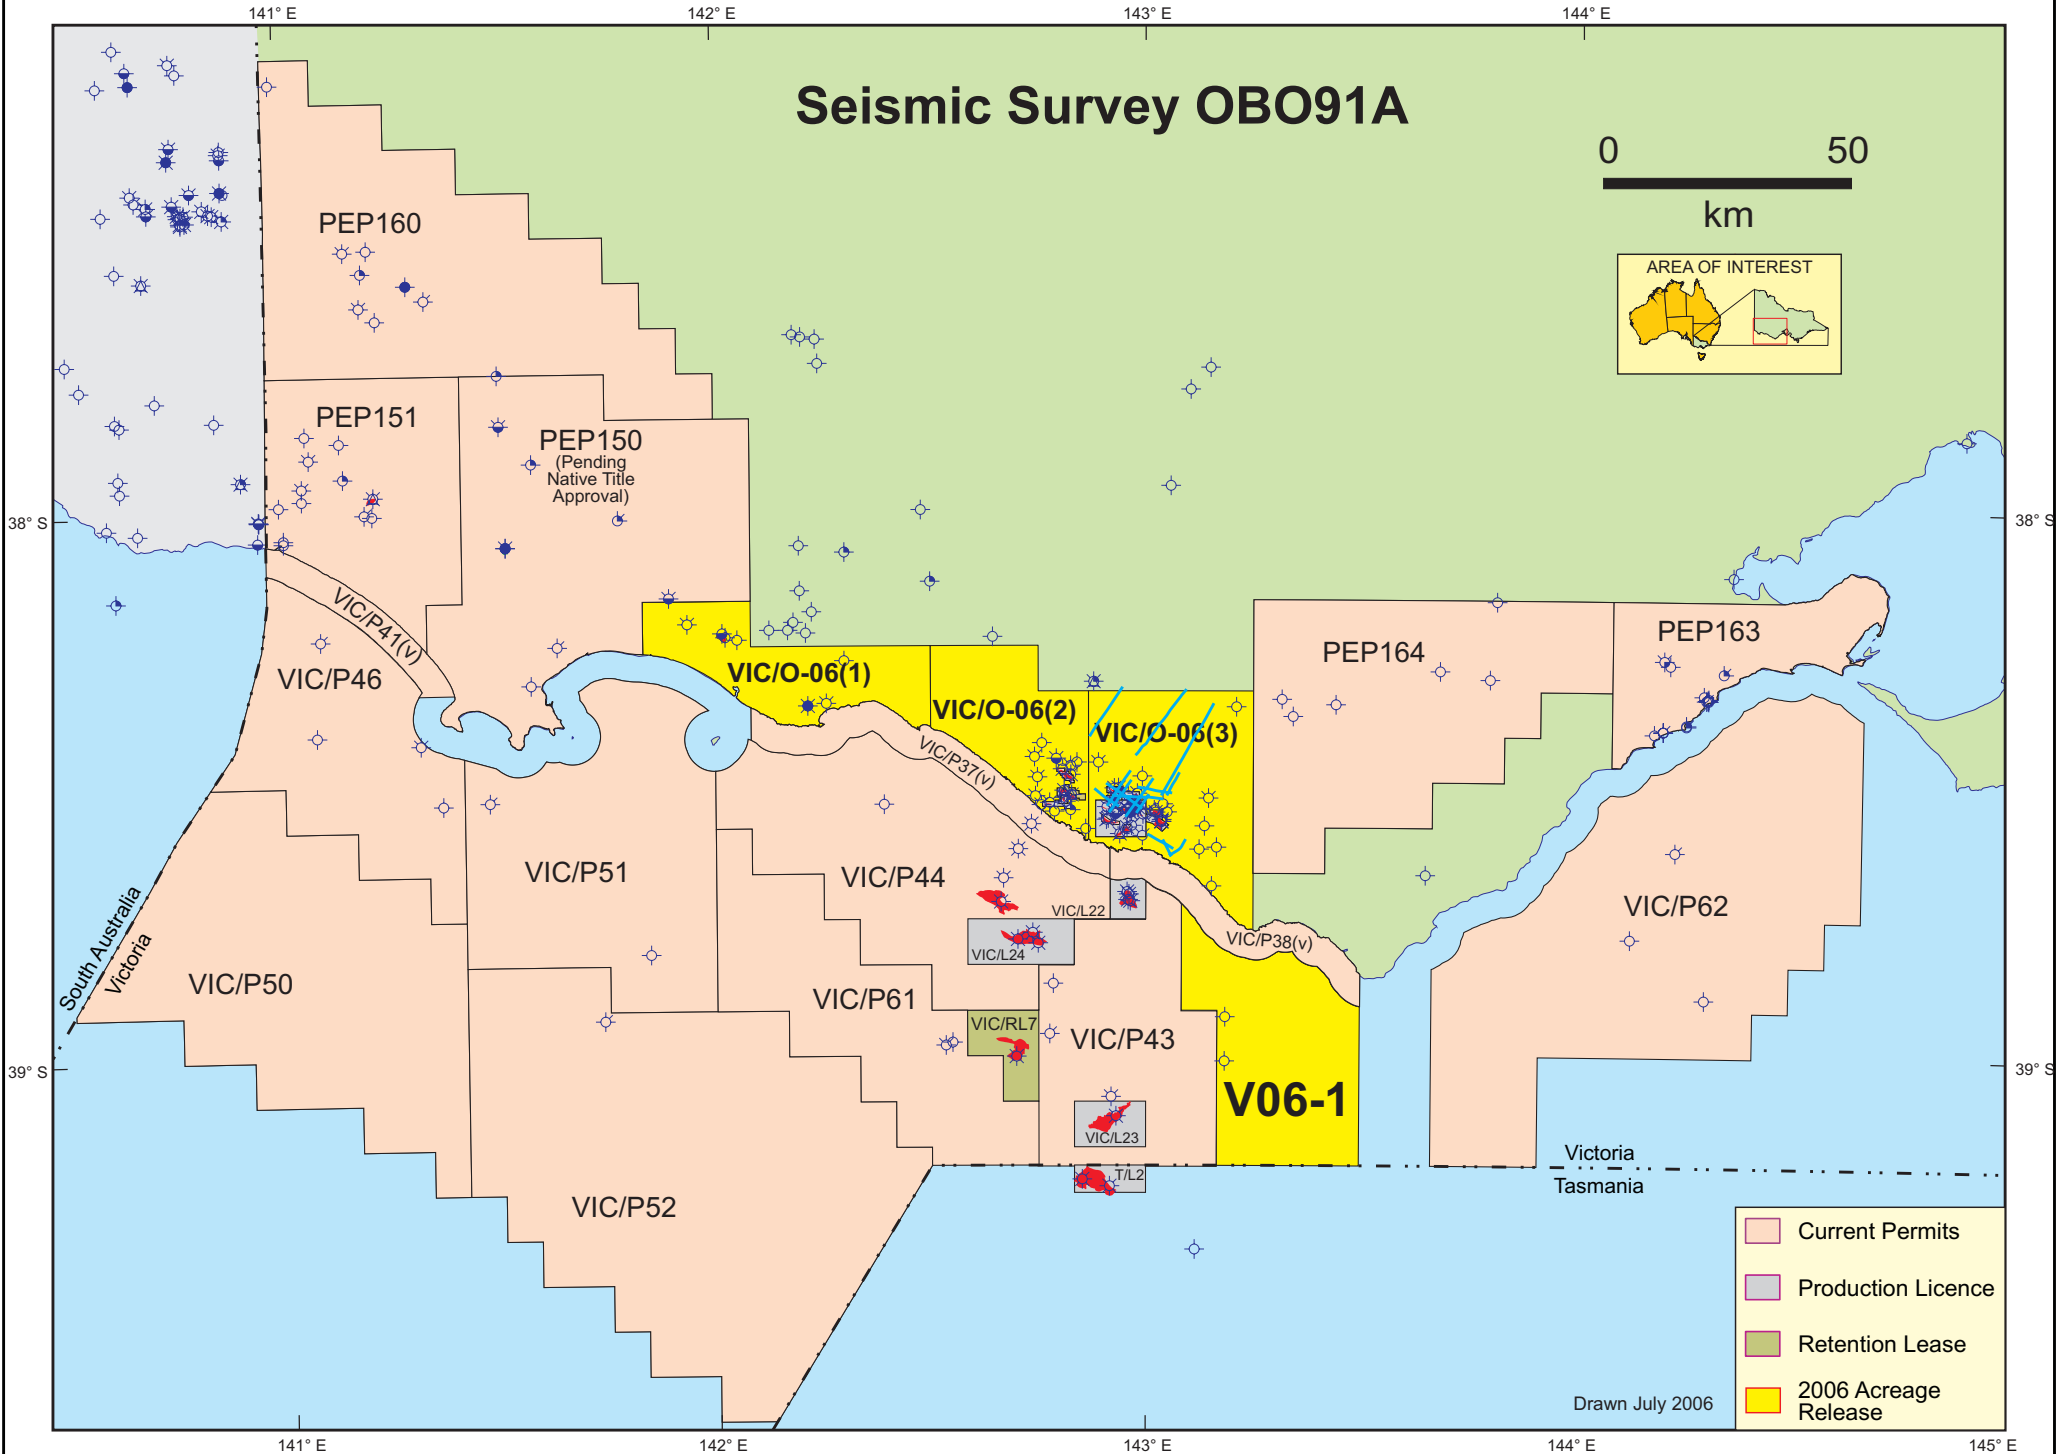 141° E
142° E
143° E
144° E
Seismic Survey OBO91A
0
50
km
AREA OF INTEREST
PEP160
PEP151
PEP150
(Pending
Native Title
Approval)
38° S
38° S
VIC/P41(v)
VIC/P46
VIC/O-06(1)
VIC/O-06(2)
VIC/O-06(3)
PEP164
PEP163
VIC/P37(v)
VIC/P51
VIC/P44
VIC/L22
VIC/P62
VIC/P38(v)
South Australia
Victoria
VIC/L24
VIC/P50
VIC/P61
VIC/RL7
VIC/P43
39° S
39° S
V06-1
VIC/L23
T/L2
Victoria
Tasmania
VIC/P52
Current Permits
Production Licence
Retention Lease
2006 Acreage
Release
Drawn July 2006
141° E
142° E
143° E
144° E
145° E